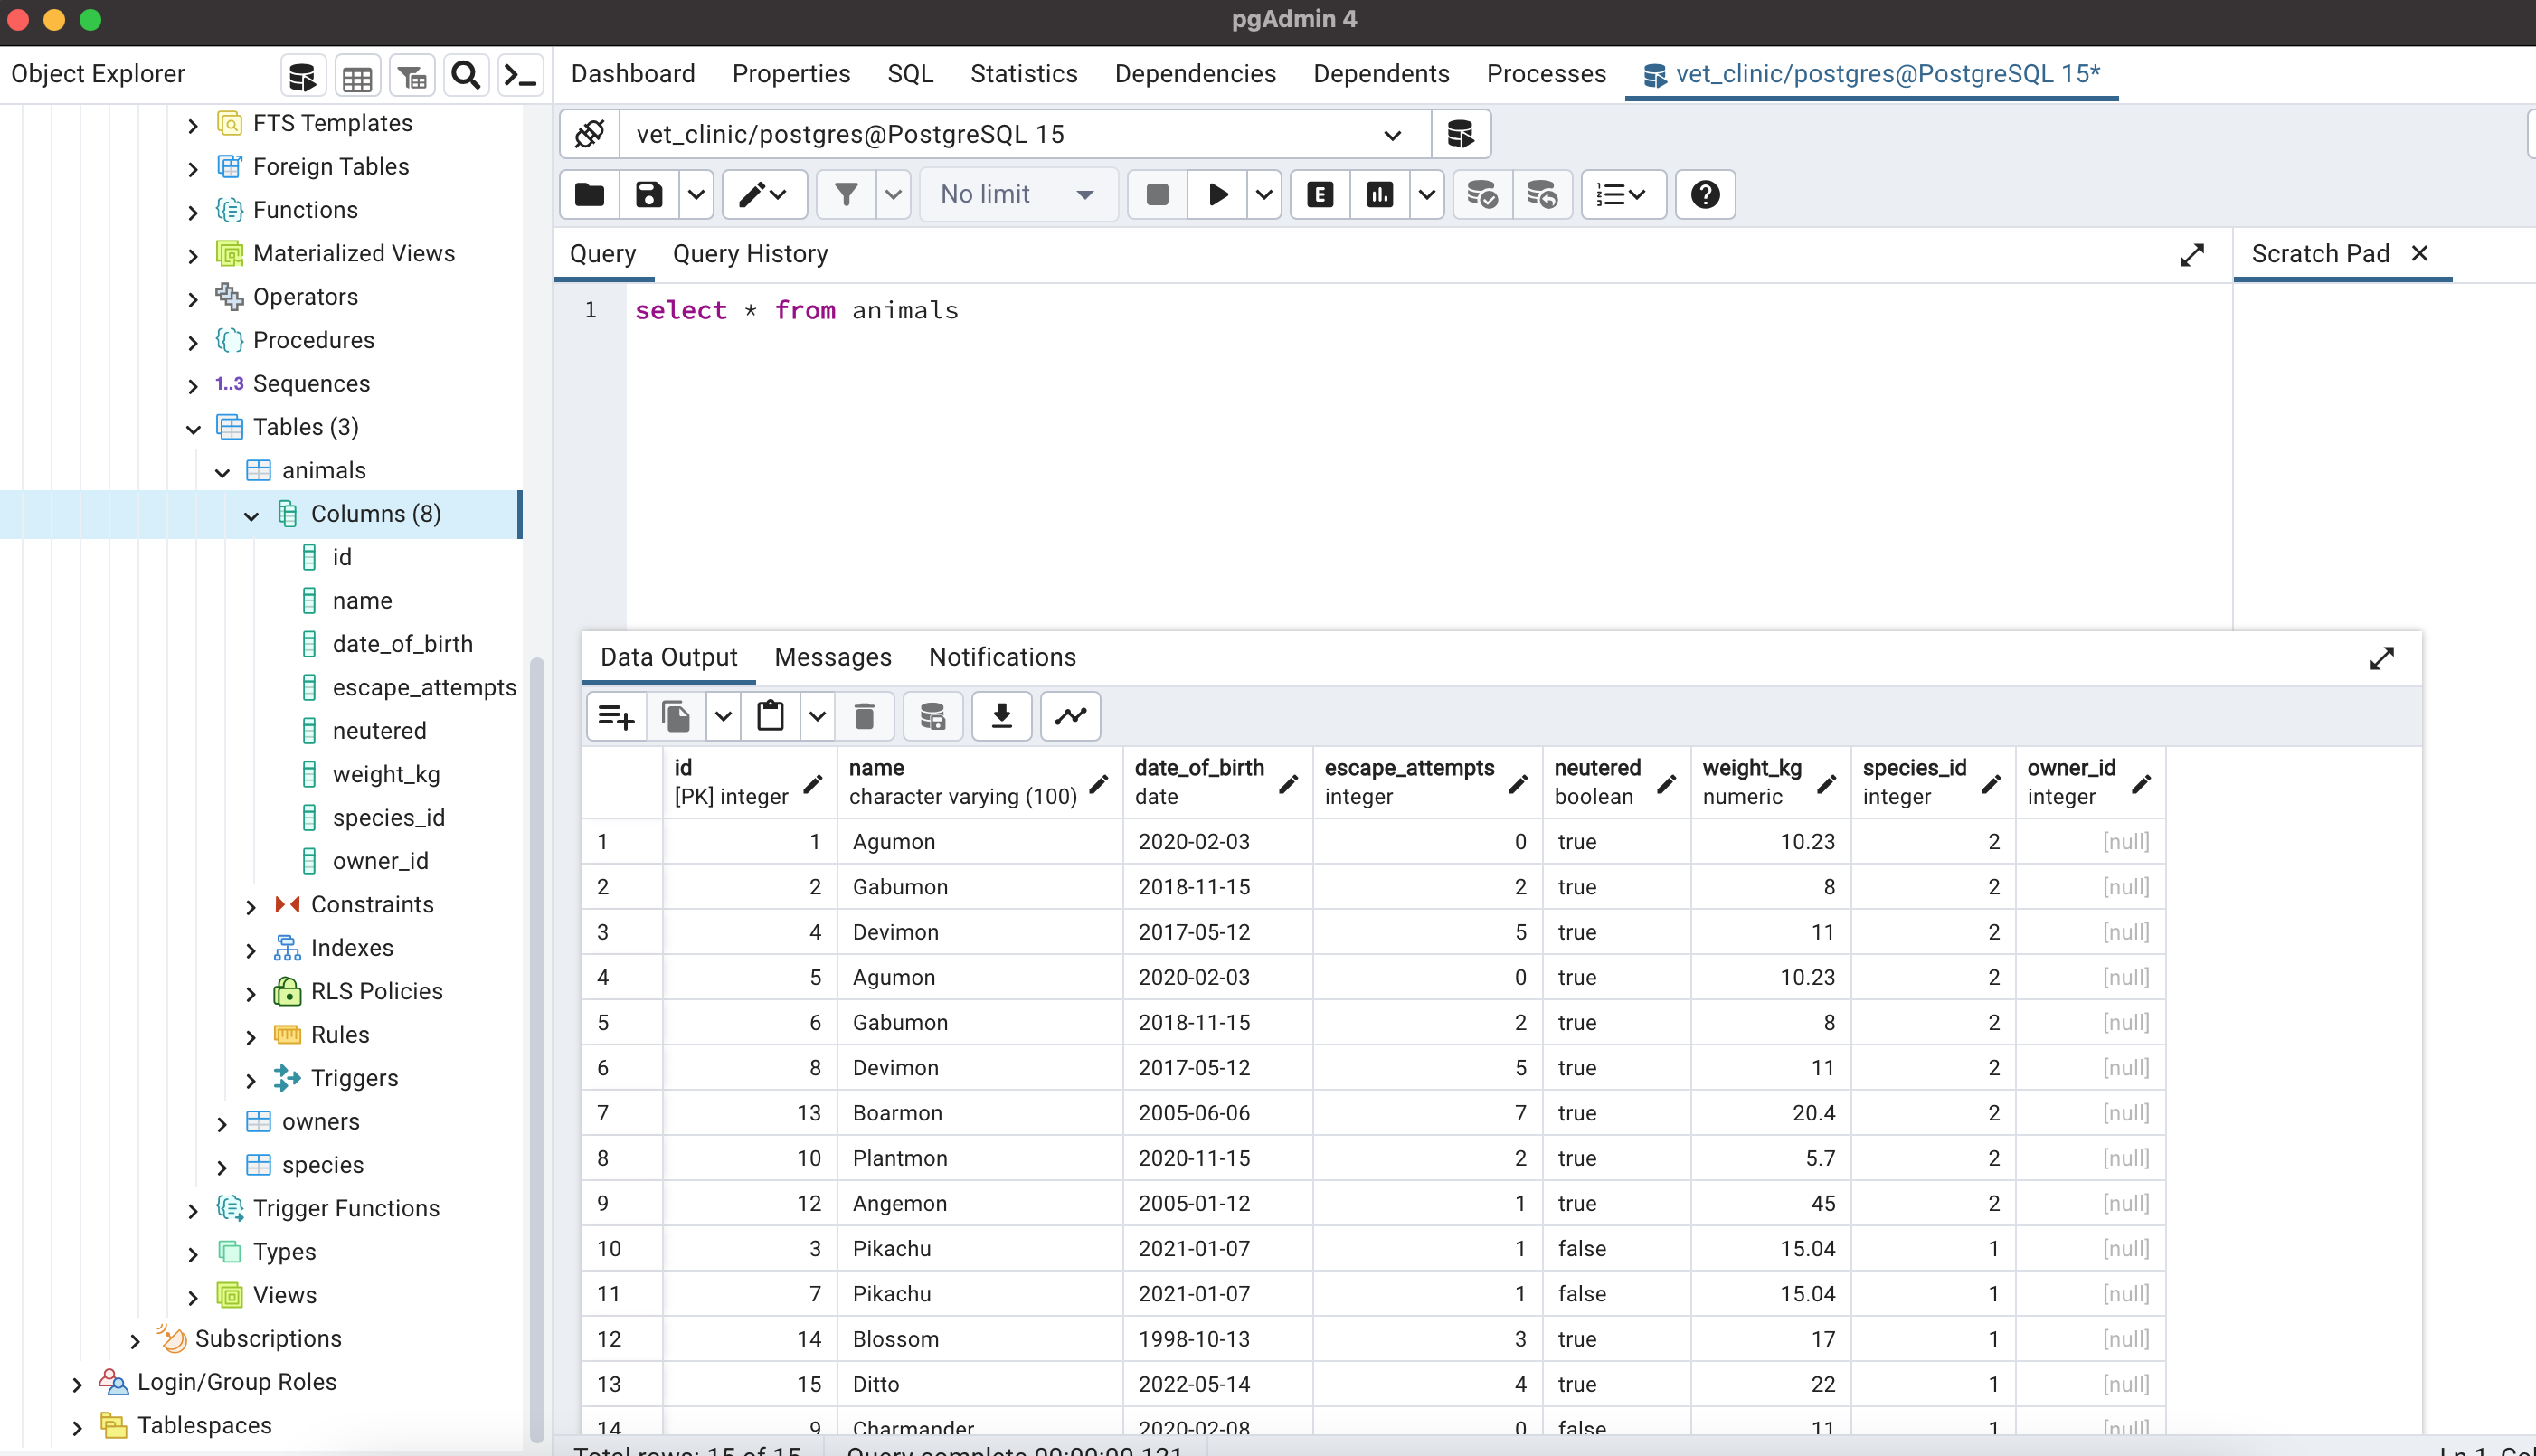 pgAdmin 4
Object Explorer
Dashboard Properties SQL Statistics Dependencies Dependents Processes vet_clinic/postgres@PostgreSQL 15*
FTS Templates
Foreign Tables
Functions
Materialized Views
Operators
Procedures
1..3 Sequences
Tables (3)
animals
Columns (8)
id
name
date_of_birth
escape_attempts
neutered
weight_kg
species_id
owner_id
Constraints
Indexes
RLS Policies
Rules
Triggers
owners
species
Trigger Functions
Types
Views
Subscriptions
Login/Group Roles
Tablespaces
vet_clinic/postgres@PostgreSQL 15
No limit
E
Query Query History
Scratch Pad
1 select * from animals
Data Output Messages Notifications
id name date_of_birth escape_attempts neutered weight_kg species_id owner_id
[PK] integer character varying (100) date integer boolean numeric integer integer
1 1 Agumon 2020-02-03 0 true 10.23 2 [null]
2 2 Gabumon 2018-11-15 2 true 8 2 [null]
3 4 Devimon 2017-05-12 5 true 11 2 [null]
4 5 Agumon 2020-02-03 0 true 10.23 2 [null]
5 6 Gabumon 2018-11-15 2 true 8 2 [null]
6 8 Devimon 2017-05-12 5 true 11 2 [null]
7 13 Boarmon 2005-06-06 7 true 20.4 2 [null]
8 10 Plantmon 2020-11-15 2 true 5.7 2 [null]
9 12 Angemon 2005-01-12 1 true 45 2 [null]
10 3 Pikachu 2021-01-07 1 false 15.04 1 [null]
11 7 Pikachu 2021-01-07 1 false 15.04 1 [null]
12 14 Blossom 1998-10-13 3 true 17 1 [null]
13 15 Ditto 2022-05-14 4 true 22 1 [null]
14 9 Charmander 2020-02-08 0 false 11 1 [null]
Total rows: 15 of 15 Query complete 00:00:00.121
Ln 1